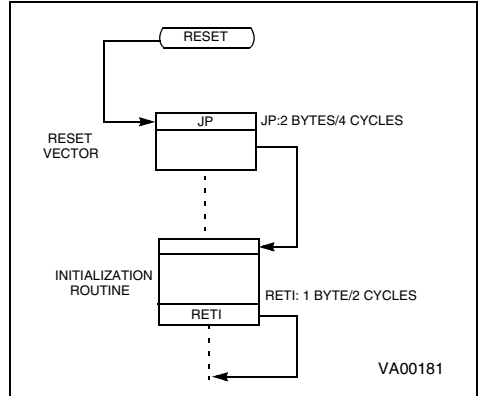 RESET
JP
JP:2 BYTES/4 CYCLES
RESET
VECTOR
INITIALIZATION
ROUTINE
RETI: 1 BYTE/2 CYCLES
RETI
VA00181